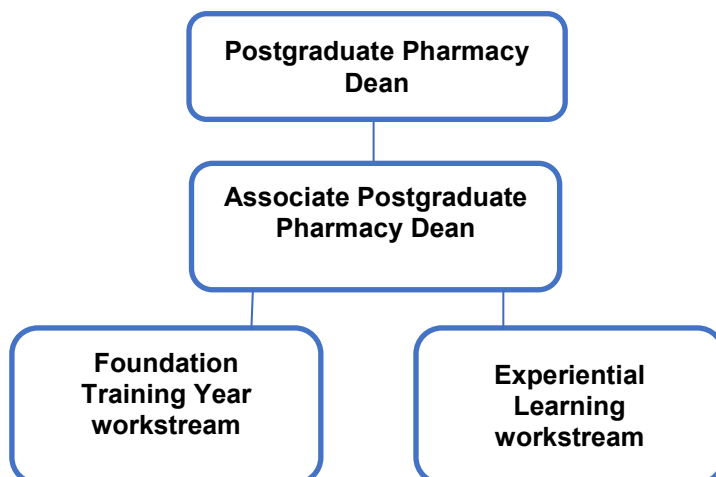 Postgraduate Pharmacy
Dean
Associate Postgraduate
Pharmacy Dean
Foundation
Training Year
workstream
Experiential
Learning
workstream